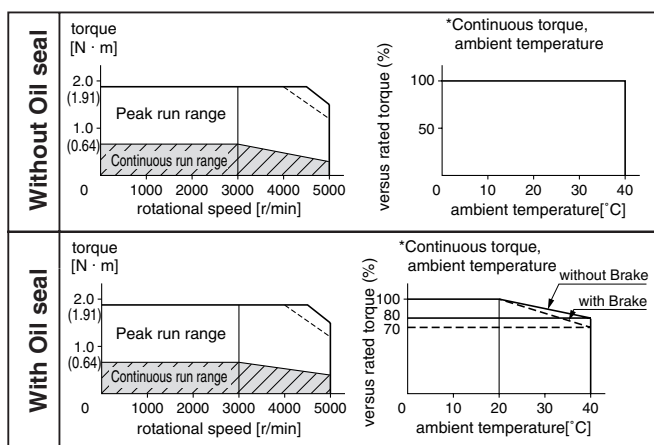 Without Oil seal
torque
[N · m]
2.0
(1.91)
Peak run range
1.0
(0.64)
Continuous run range
0 1000 2000 3000 4000 5000
rotational speed [r/min]
*Continuous torque,
ambient temperature
versus rated torque (%)
100
50
0 10 20 30 40
ambient temperature[˚C]
With Oil seal
torque
[N · m]
2.0
(1.91)
Peak run range
1.0
(0.64)
Continuous run range
0 1000 2000 3000 4000 5000
rotational speed [r/min]
*Continuous torque,
ambient temperature
without Brake
with Brake
versus rated torque (%)
100
80
70
0 10 20 30 40
ambient temperature[˚C]